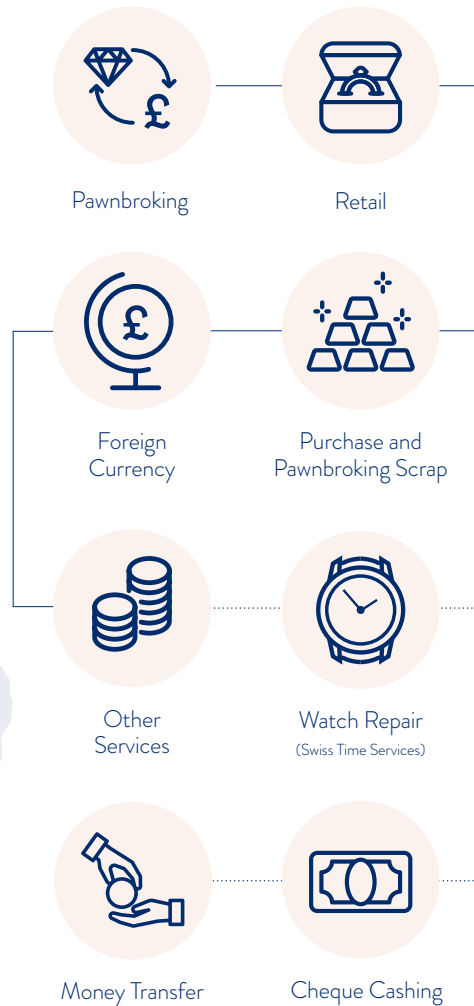 £
Pawnbroking
Retail
£
Foreign
Currency
Purchase and
Pawnbroking Scrap
Other
Services
Watch Repair
(Swiss Time Services)
Money Transfer
Cheque Cashing